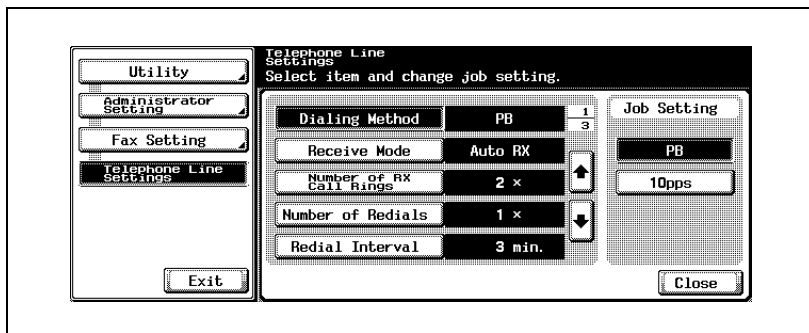 Utility
Administrator
Setting
Fax Setting
Telephone Line
Settings
Exit
Telephone Line
Settings
Select item and change job setting.
Dialing Method PB
Receive Mode Auto RX
Number of RX
Call Rings 2 ×
Number of Redials 1 ×
Redial Interval 3 min.
1
3
Job Setting
PB
10pps
Close